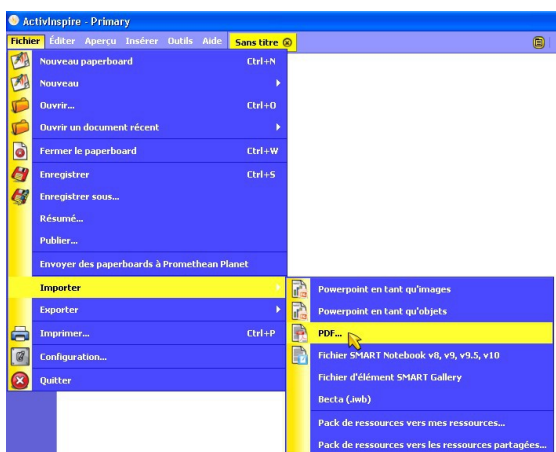 ActivInspire - Primary
Fichier Éditer Aperçu Insérer Outils Aide Sans titre
Nouveau paperboard Ctrl+N
Nouveau
Ouvrir... Ctrl+O
Ouvrir un document récent
Fermer le paperboard Ctrl+W
Enregistrer Ctrl+S
Enregistrer sous...
Résumé...
Publier...
Envoyer des paperboards à Promethean Planet
Importer
Exporter
Imprimer... Ctrl+P
Configuration...
Quitter
Powerpoint en tant qu'images
Powerpoint en tant qu'objets
PDF...
Fichier SMART Notebook v8, v9, v9.5, v10
Fichier d'élément SMART Gallery
Becta (.iwb)
Pack de ressources vers mes ressources...
Pack de ressources vers les ressources partagées...